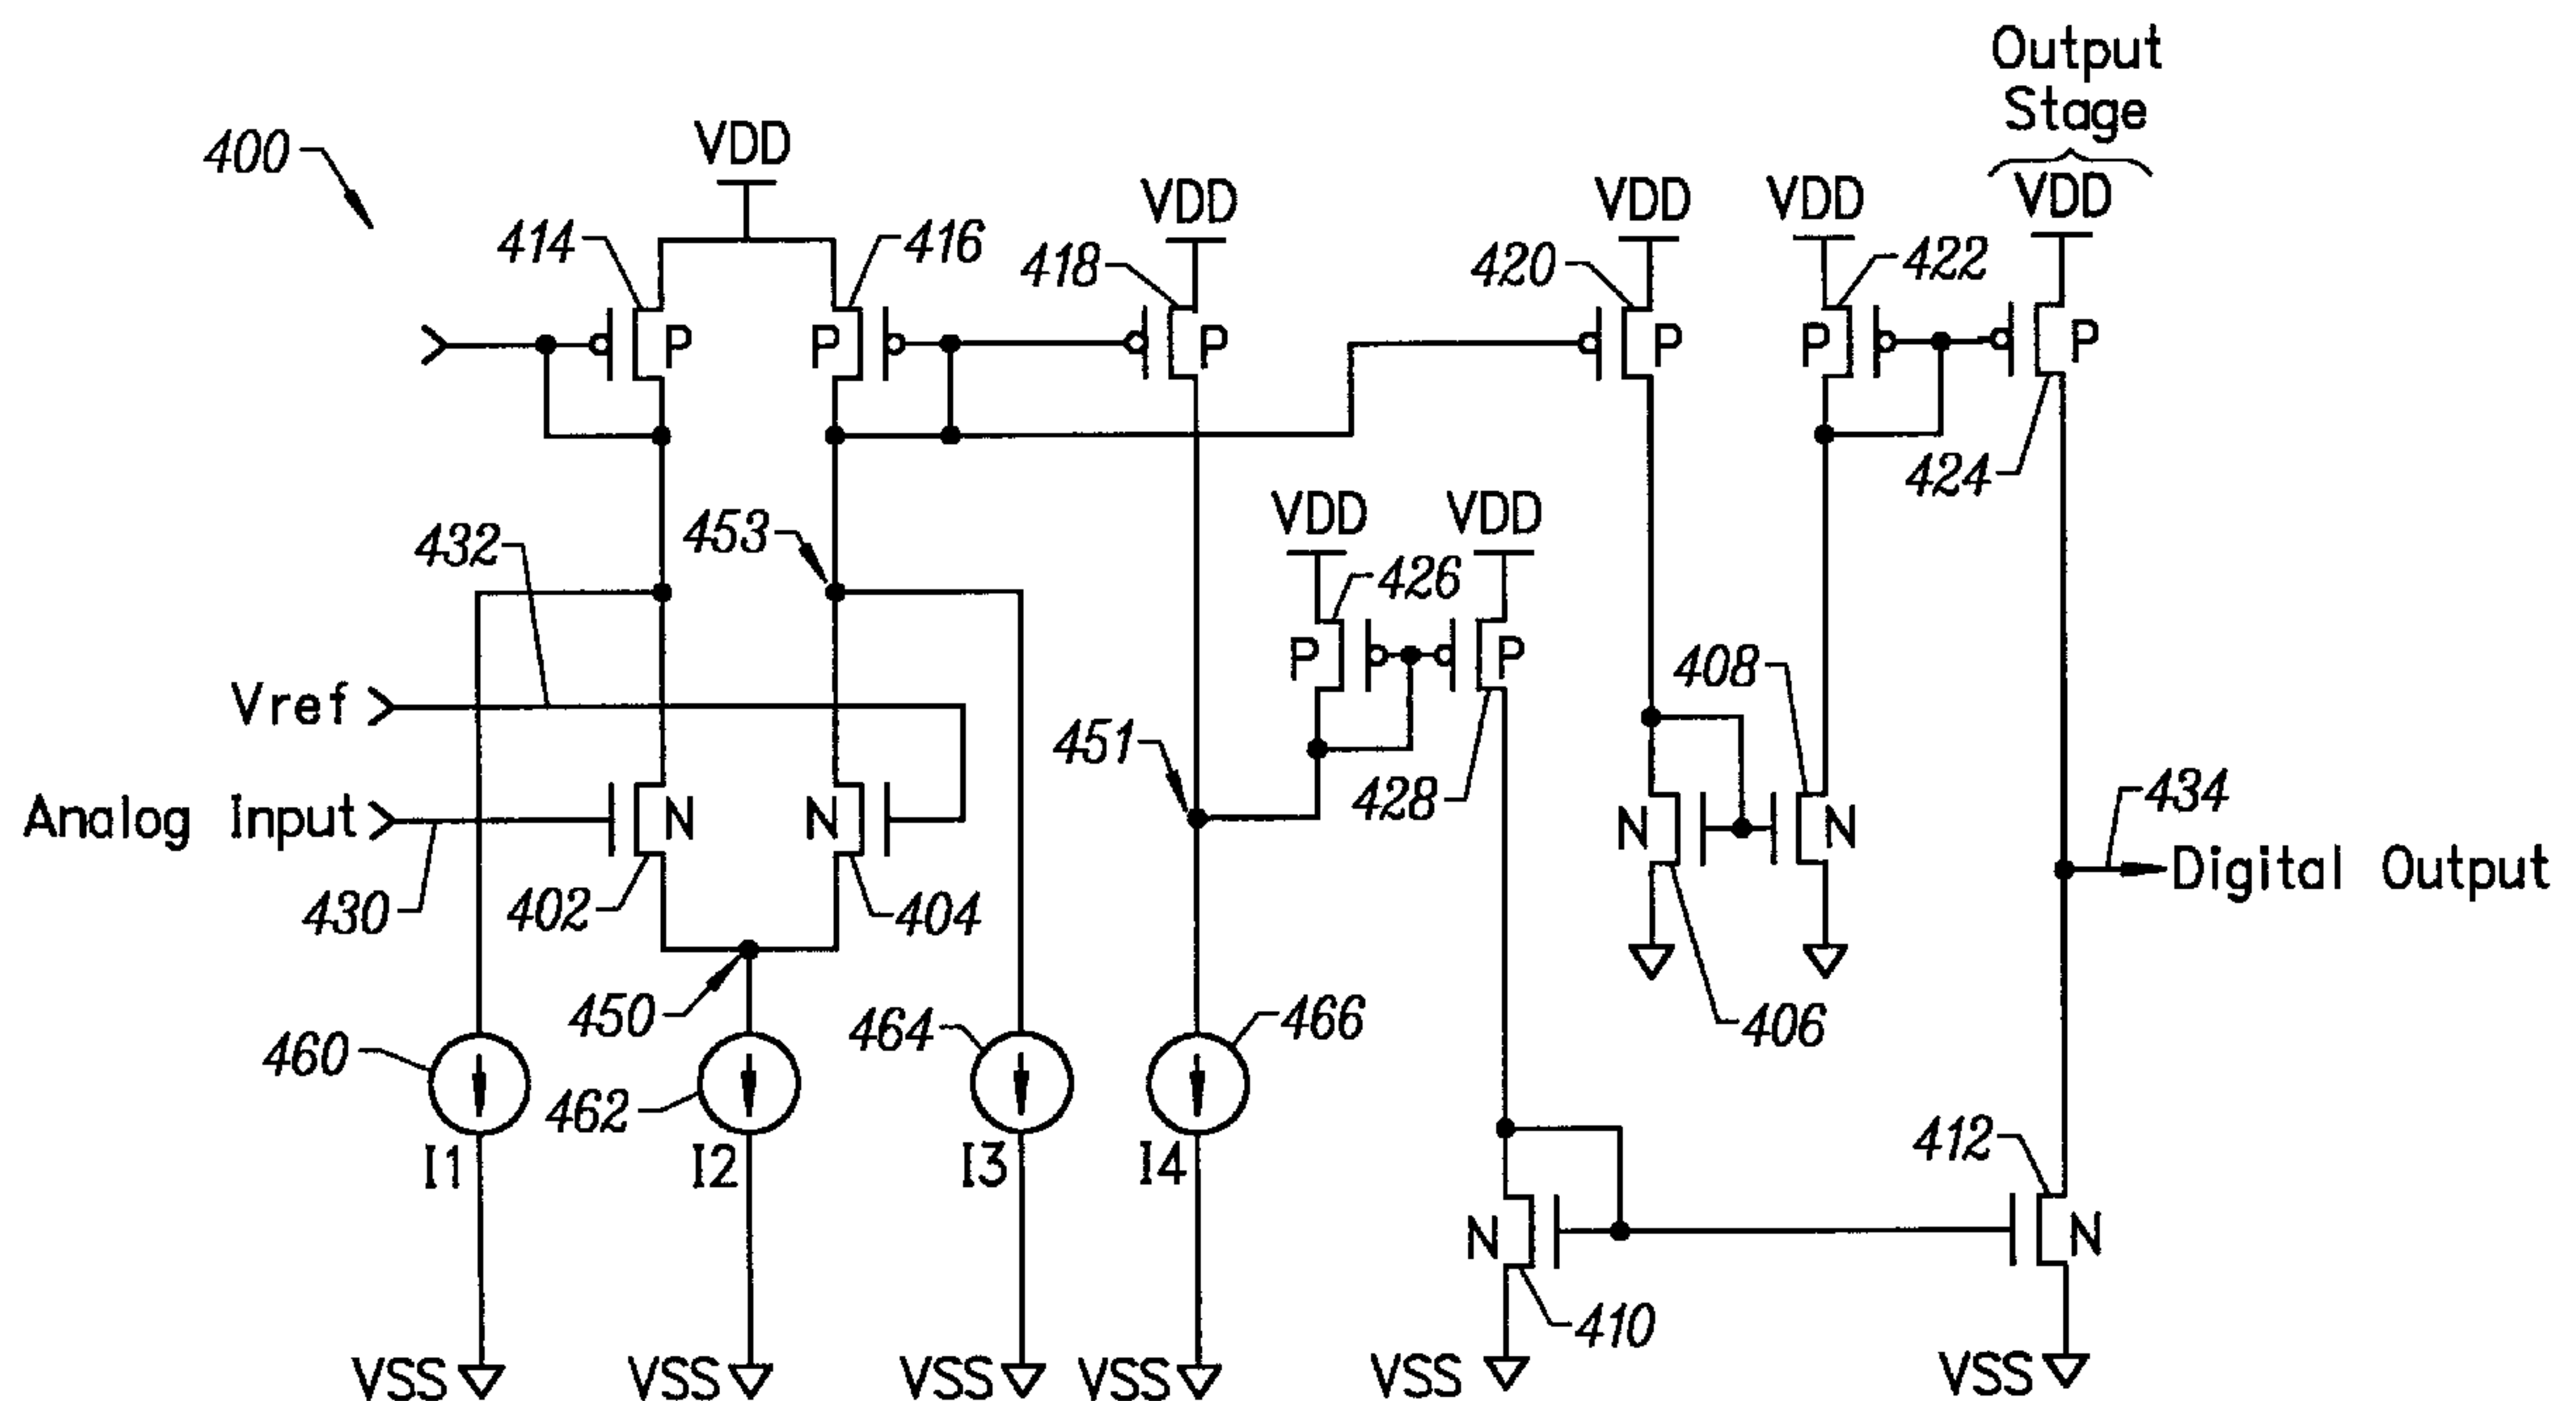 Output
Stage
400
VDD
VDD
VDD
VDD
VDD
414
416
418
420
422
P
P
P
P
P
P
424
432
453
VDD
VDD
426
P
P
408
Vref
451
428
434
Analog Input
N
N
N
N
Digital Output
430
402
404
406
450
464
466
460
462
412
I1
I2
I3
I4
N
N
410
VSS
VSS
VSS
VSS
VSS
VSS